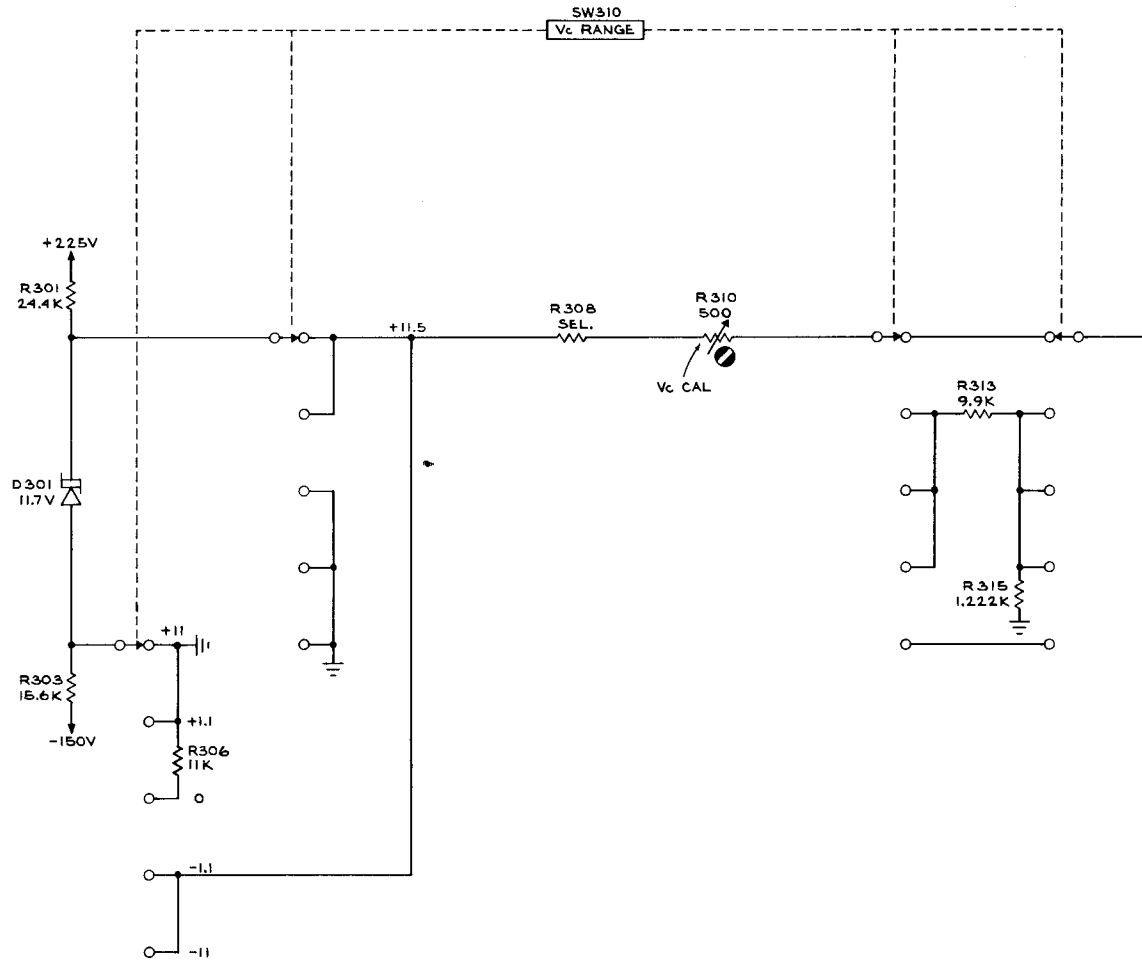 SW310
Vc RANGE
+225V
R301
24.4K
+11.5
R308
SEL.
R310
500
Vc CAL
R313
9.9K
D301
11.7V
R315
1.222K
+11
R303
15.6K
-150V
+1.1
R306
11K
0
-1.1
-11